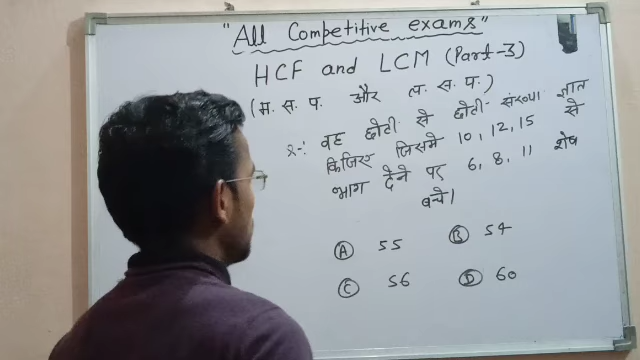 "All Competitive exams"
HCF and LCM (Part-3)
(म. स. प. और ल. स. प.)
वह छोटी से छोटी संख्या ज्ञात
किजिए जिसमे 10, 12, 15 से
भाग देने पर 6, 8, 11 शेष
बचे।
(A) 55 (B) 54
(C) 56 (D) 60